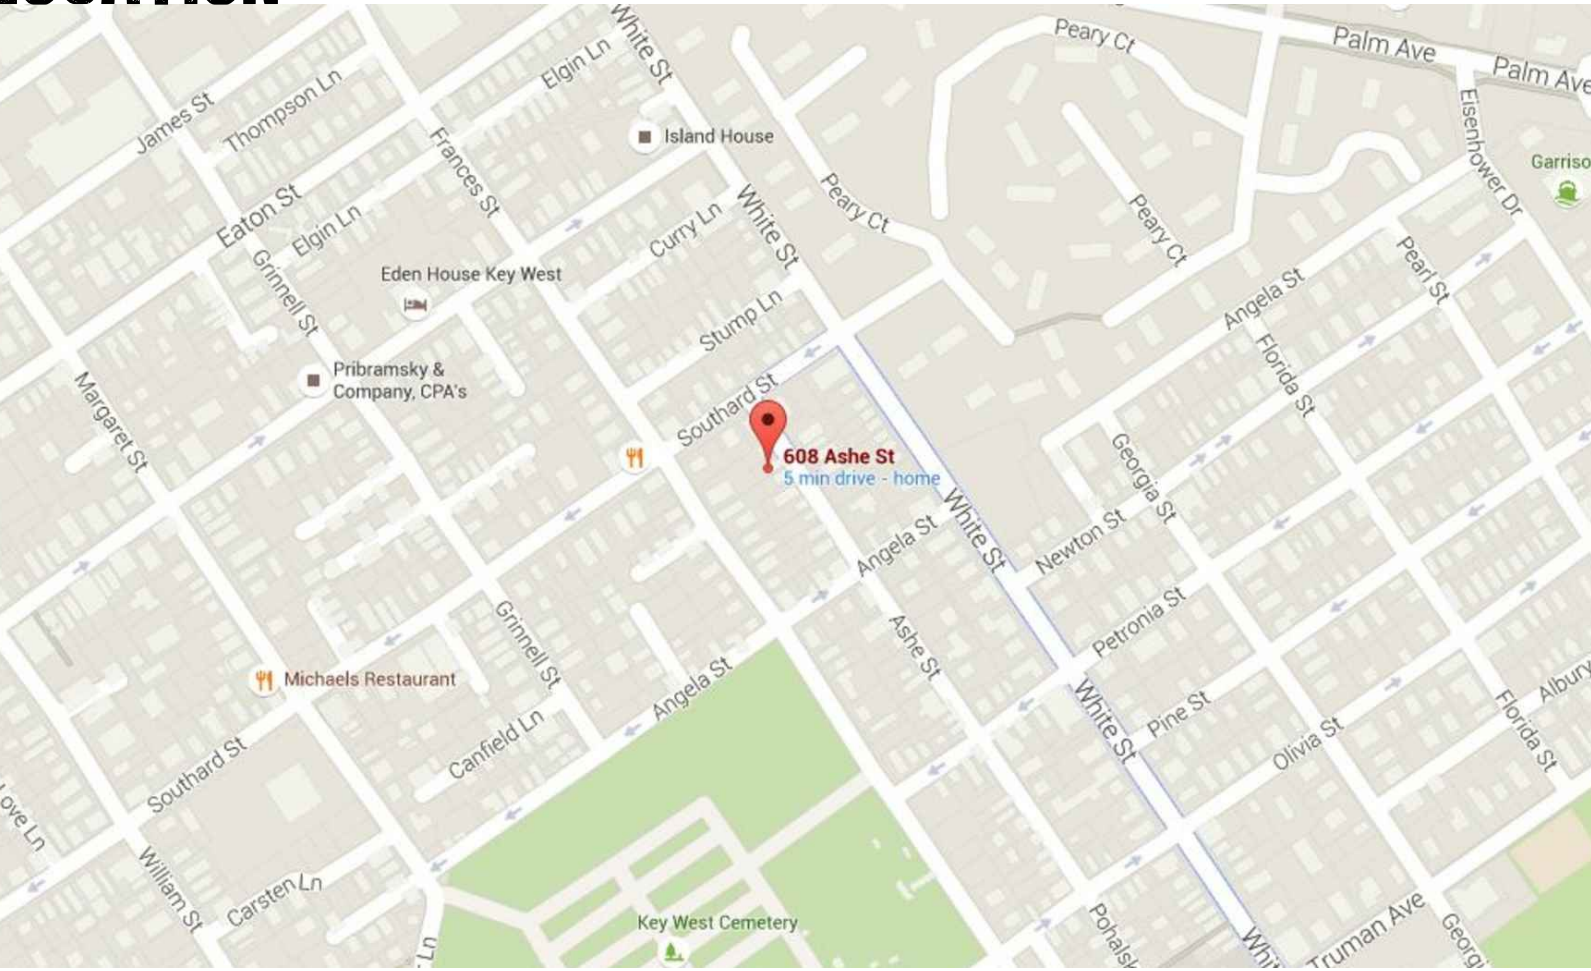 White St
Elgin Ln
Peary Ct
Palm Ave
Palm Ave
James St
Thompson Ln
Frances St
Island House
Eisenhower Dr
Peary Ct
Peary Ct
White St
Curry Ln
Eaton St
Elgin Ln
Grinnell St
Eden House Key West
Stump Ln
Angela St
Pearl St
Florida St
Pribramsky &
Company, CPA's
Margaret St
Southard St
608 Ashe St
5 min drive - home
Georgia St
White St
Newton St
Angela St
Petronia St
Ashe St
Grinnell St
Michaels Restaurant
Angela St
Canfield Ln
White St
Pine St
Olivia St
Florida St
Albury
Southard St
Love Ln
William St
Carsten Ln
Key West Cemetery
Truman Ave
Ln